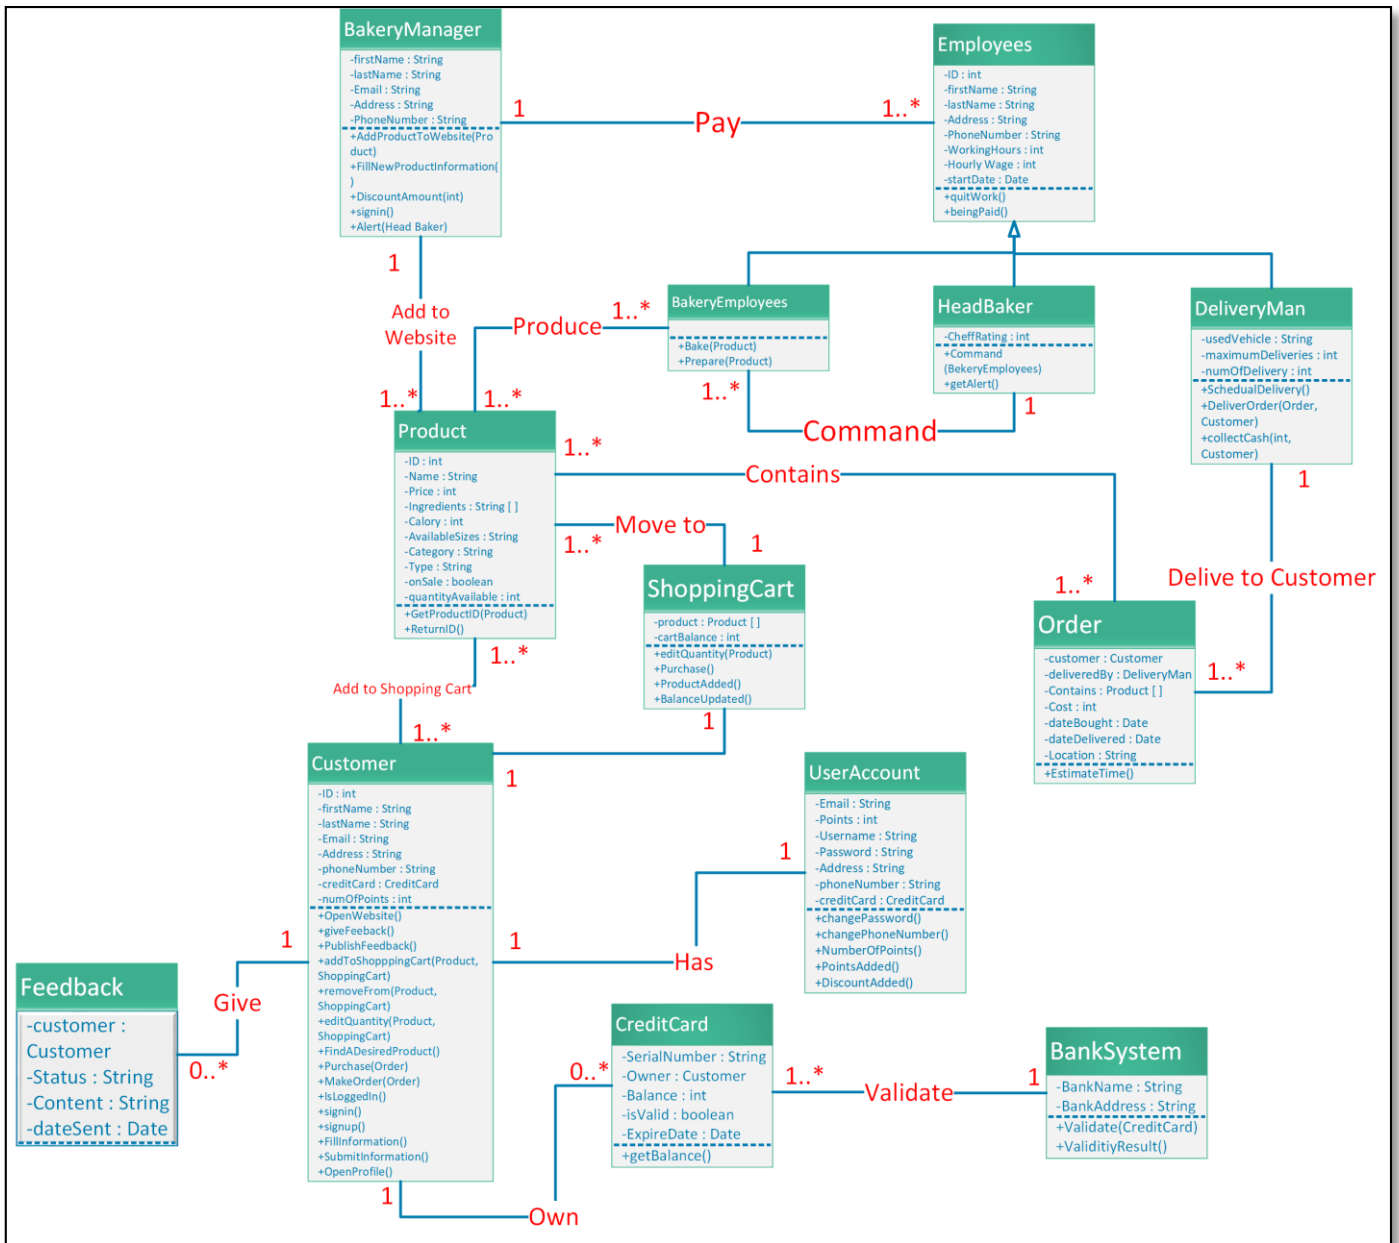 BakeryManager
-firstName : String
-lastName : String
-Email : String
-Address : String
-PhoneNumber : String
+AddProductToWebsite(Pro
duct)
+FillNewProductInformation(
)
+DiscountAmount(int)
+signin()
+Alert(Head Baker)
1
Pay
1..*
Employees
-ID : int
-firstName : String
-lastName : String
-Address : String
-PhoneNumber : String
-WorkingHours : int
-Hourly Wage : int
-startDate : Date
+quitWork()
+beingPaid()
1
Add to
Website
1..*
Produce
1..*
1..*
BakeryEmployees
+Bake(Product)
+Prepare(Product)
1..*
Command
1
HeadBaker
-CheffRating : int
+Command
(BekeryEmployees)
+getAlert()
DeliveryMan
-usedVehicle : String
-maximumDeliveries : int
-numOfDelivery : int
+SchedualDelivery()
+DeliverOrder(Order,
Customer)
+collectCash(int,
Customer)
1
Delive to Customer
1..*
Product
-ID : int
-Name : String
-Price : int
-Ingredients : String [ ]
-Calory : int
-AvailableSizes : String
-Category : String
-Type : String
-onSale : boolean
-quantityAvailable : int
+GetProductID(Product)
+ReturnID()
1..*
Contains
1..*
1..*
Move to
1
ShoppingCart
-product : Product [ ]
-cartBalance : int
+editQuantity(Product)
+Purchase()
+ProductAdded()
+BalanceUpdated()
1
1
Order
-customer : Customer
-deliveredBy : DeliveryMan
-Contains : Product [ ]
-Cost : int
-dateBought : Date
-dateDelivered : Date
-Location : String
+EstimateTime()
1..*
Add to Shopping Cart
1..*
Customer
-ID : int
-firstName : String
-lastName : String
-Email : String
-Address : String
-phoneNumber : String
-creditCard : CreditCard
-numOfPoints : int
+OpenWebsite()
+giveFeeback()
+PublishFeedback()
+addToShopppingCart(Product,
ShoppingCart)
+removeFrom(Product,
ShoppingCart)
+editQuantity(Product,
ShoppingCart)
+FindADesiredProduct()
+Purchase(Order)
+MakeOrder(Order)
+IsLoggedIn()
+signin()
+signup()
+FillInformation()
+SubmitInformation()
+OpenProfile()
1
Has
1
UserAccount
-Email : String
-Points : int
-Username : String
-Password : String
-Address : String
-phoneNumber : String
-creditCard : CreditCard
+changePassword()
+changePhoneNumber()
+NumberOfPoints()
+PointsAdded()
+DiscountAdded()
1
Give
0..*
Feedback
-customer :
Customer
-Status : String
-Content : String
-dateSent : Date
1
Own
0..*
CreditCard
-SerialNumber : String
-Owner : Customer
-Balance : int
-isValid : boolean
-ExpireDate : Date
+getBalance()
1..*
Validate
1
BankSystem
-BankName : String
-BankAddress : String
+Validate(CreditCard)
+ValiditiyResult()